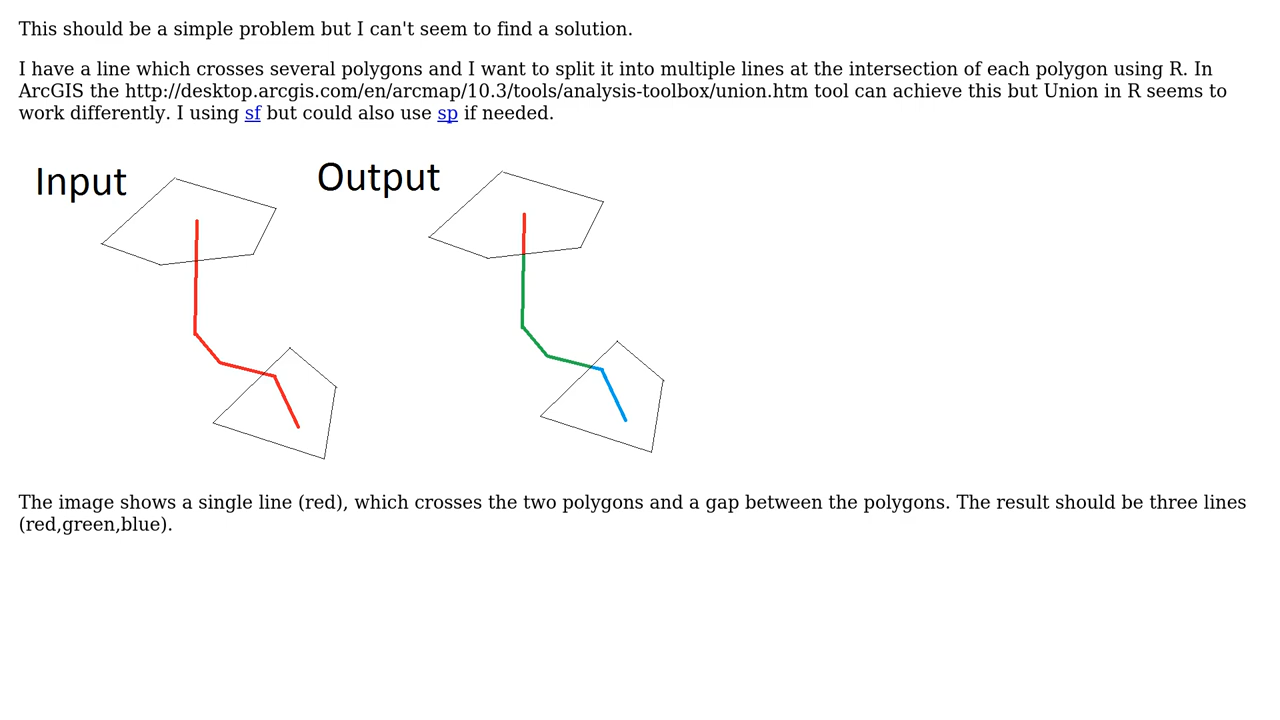 This should be a simple problem but I can't seem to find a solution.
I have a line which crosses several polygons and I want to split it into multiple lines at the intersection of each polygon using R. In
ArcGIS the http://desktop.arcgis.com/en/arcmap/10.3/tools/analysis-toolbox/union.htm tool can achieve this but Union in R seems to
work differently. I using sf but could also use sp if needed.
Input
Output
The image shows a single line (red), which crosses the two polygons and a gap between the polygons. The result should be three lines
(red,green,blue).